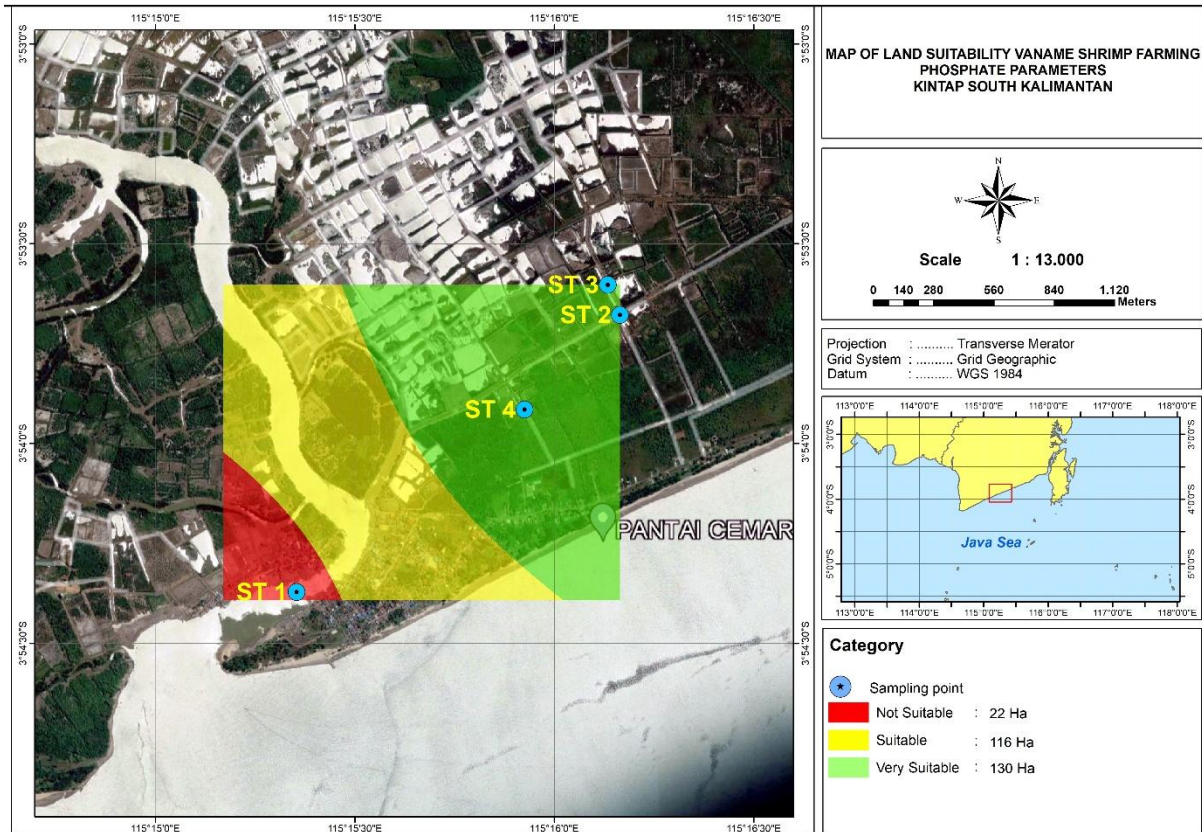 115°15'0"E
115°15'30"E
115°16'0"E
115°16'30"E
3°53'0"S
3°53'0"S
3°53'30"S
3°53'30"S
3°54'0"S
3°54'0"S
3°54'30"S
3°54'30"S
ST 3
ST 2
ST 4
ST 1
PANTAI CEMAR
115°15'0"E
115°15'30"E
115°16'0"E
115°16'30"E
MAP OF LAND SUITABILITY VANAME SHRIMP FARMING
PHOSPHATE PARAMETERS
KINTAP SOUTH KALIMANTAN
N
W E
S
Scale 1 : 13.000
0 140 280 560 840 1.120
Meters
Projection : .......... Transverse Merator
Grid System : ......... Grid Geographic
Datum : ......... WGS 1984
113°0'0"E 114°0'0"E 115°0'0"E 116°0'0"E 117°0'0"E 118°0'0"E
3°0'0"S
3°0'0"S
4°0'0"S
4°0'0"S
5°0'0"S
5°0'0"S
Java Sea
113°0'0"E 114°0'0"E 115°0'0"E 116°0'0"E 117°0'0"E 118°0'0"E
Category
Sampling point
Not Suitable : 22 Ha
Suitable : 116 Ha
Very Suitable : 130 Ha